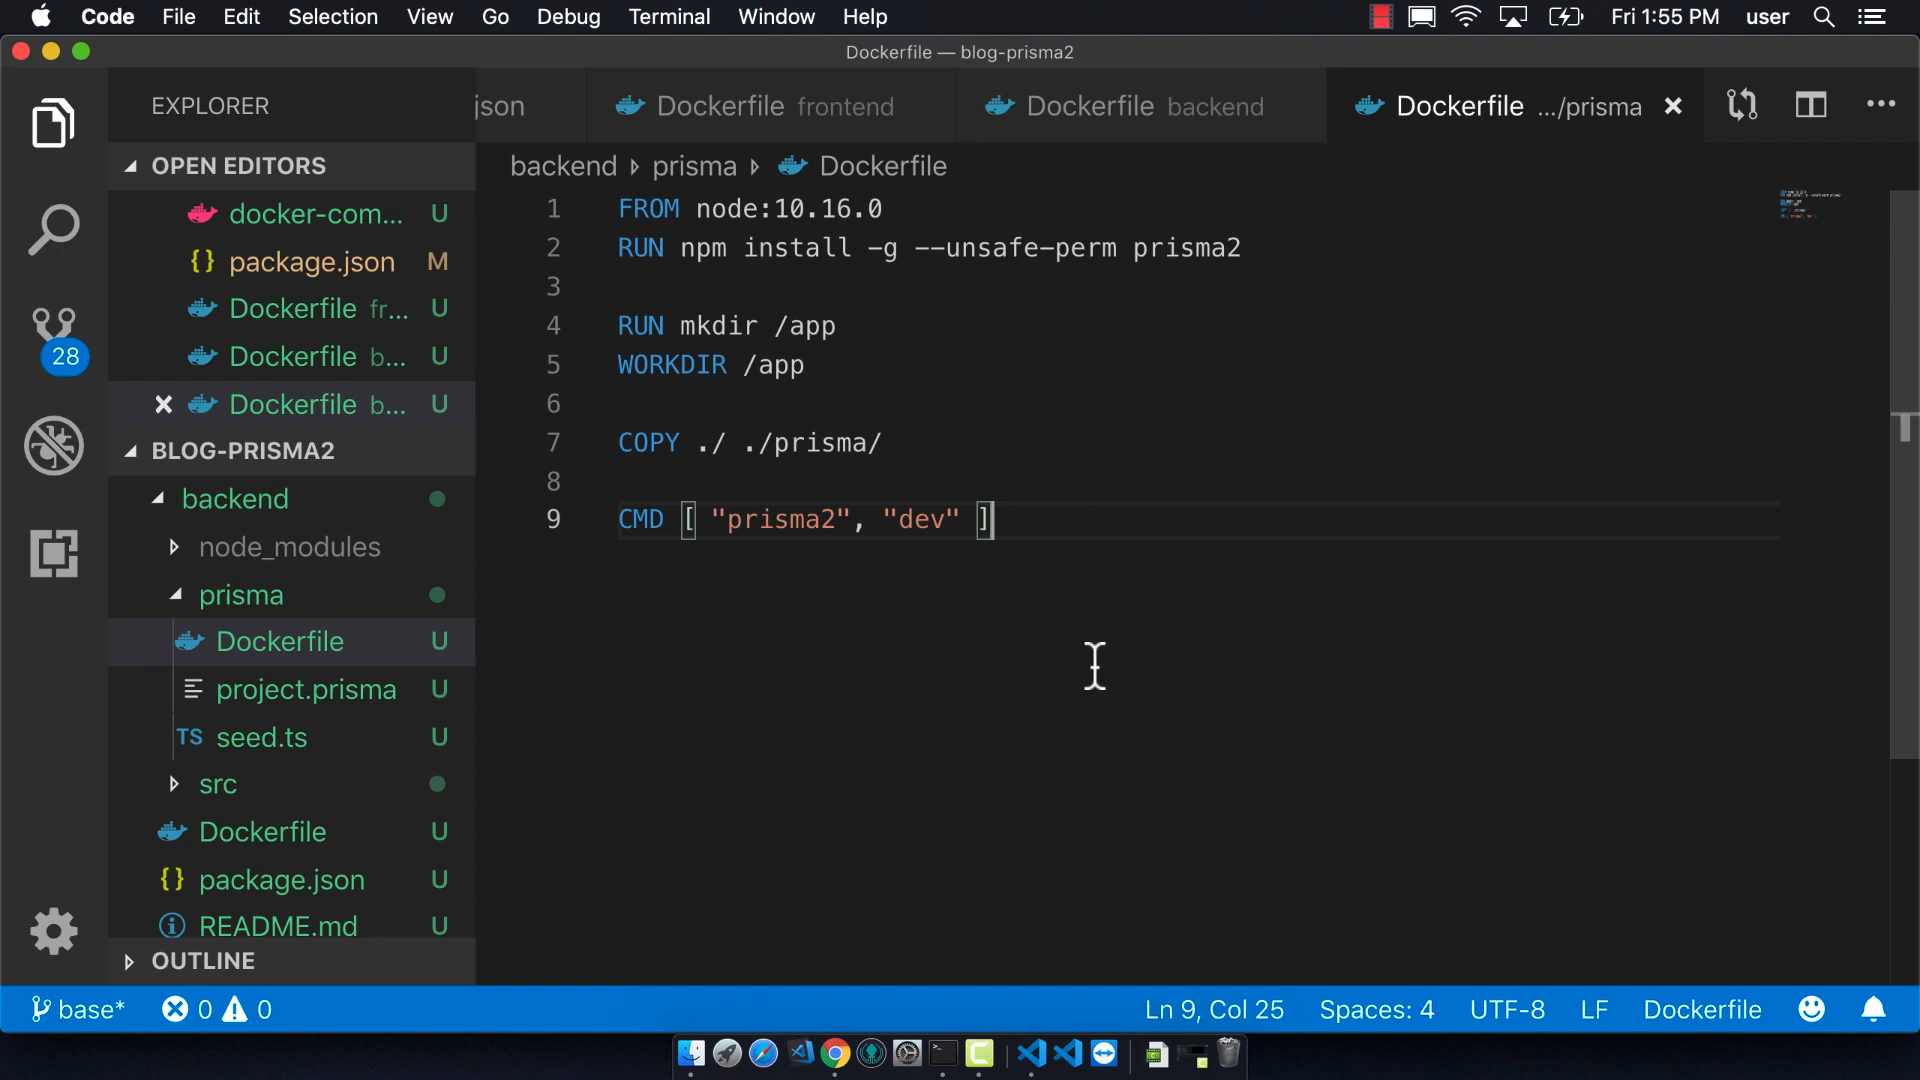 Code File Edit Selection View Go Debug Terminal Window Help Fri 1:55 PM user
Dockerfile — blog-prisma2
EXPLORER
json Dockerfile frontend Dockerfile backend Dockerfile .../prisma
OPEN EDITORS
docker-com... U
package.json M
Dockerfile fr... U
Dockerfile b... U
Dockerfile b... U
BLOG-PRISMA2
backend
node_modules
prisma
Dockerfile U
project.prisma U
TS seed.ts U
src
Dockerfile U
{} package.json U
README.md U
OUTLINE
28
backend prisma Dockerfile
1 FROM node:10.16.0
2 RUN npm install -g --unsafe-perm prisma2
3
4 RUN mkdir /app
5 WORKDIR /app
6
7 COPY ./ ./prisma/
8
9 CMD [ "prisma2", "dev" ]
base* 0 0 Ln 9, Col 25 Spaces: 4 UTF-8 LF Dockerfile